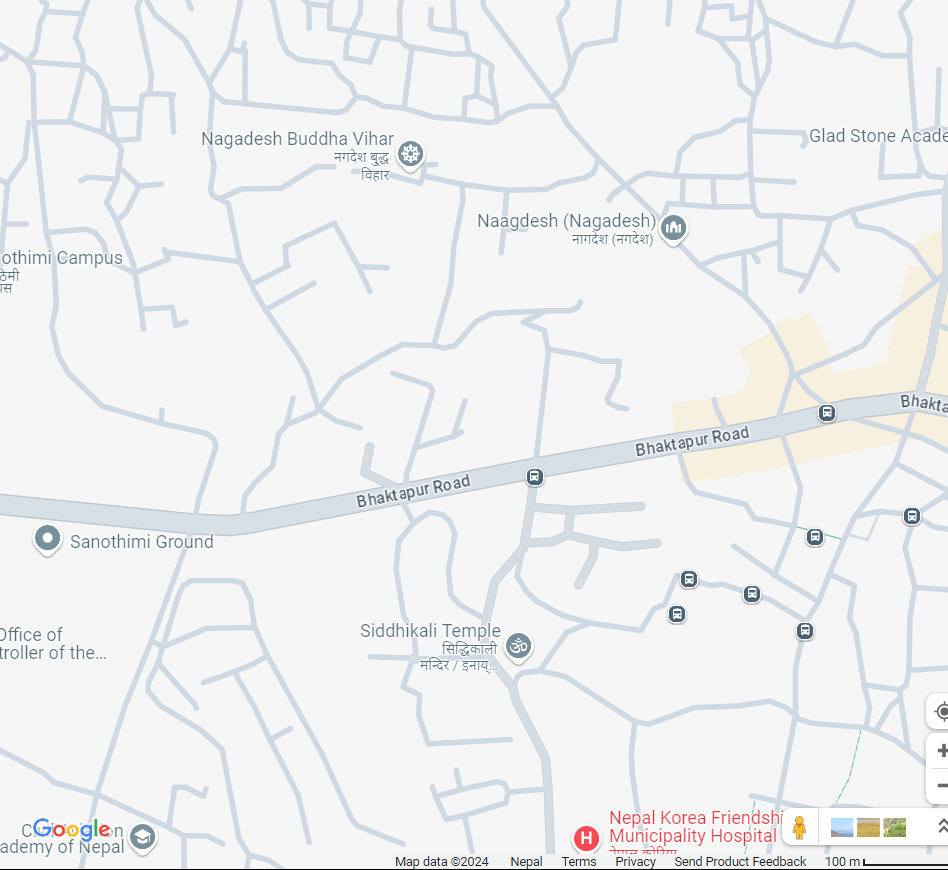 Nagadesh Buddha Vihar
नगदेश बुद्ध
विहार
Glad Stone Acade
Naagdesh (Nagadesh)
नागदेश (नगदेश)
othimi Campus
ठिमी
पस
Bhakta
Bhaktapur Road
Bhaktapur Road
Sanothimi Ground
Office of
troller of the...
Siddhikali Temple
सिद्धिकाली
मन्दिर / इनाय्...
Nepal Korea Friendshi
Municipality Hospital
H
Google
ademy of Nepal
Map data ©2024 Nepal Terms Privacy Send Product Feedback 100 m